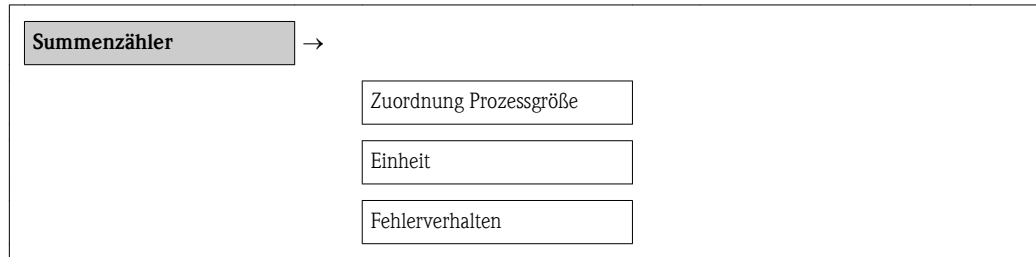 Summenzähler →
Zuordnung Prozessgröße
Einheit
Fehlerverhalten